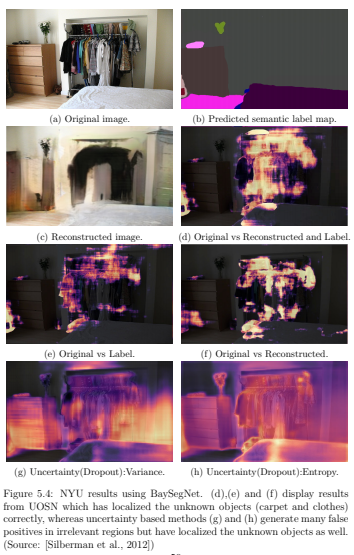 (a) Original image.
(b) Predicted semantic label map.
(c) Reconstructed image.
(d) Original vs Reconstructed and Label.
(e) Original vs Label.
(f) Original vs Reconstructed.
(g) Uncertainty(Dropout):Variance.
(h) Uncertainty(Dropout):Entropy.
Figure 5.4: NYU results using BaySegNet. (d),(e) and (f) display results
from UOSN which has localized the unknown objects (carpet and clothes)
correctly, whereas uncertainty based methods (g) and (h) generate many false
positives in irrelevant regions but have localized the unknown objects as well.
(Source: [Silberman et al., 2012])